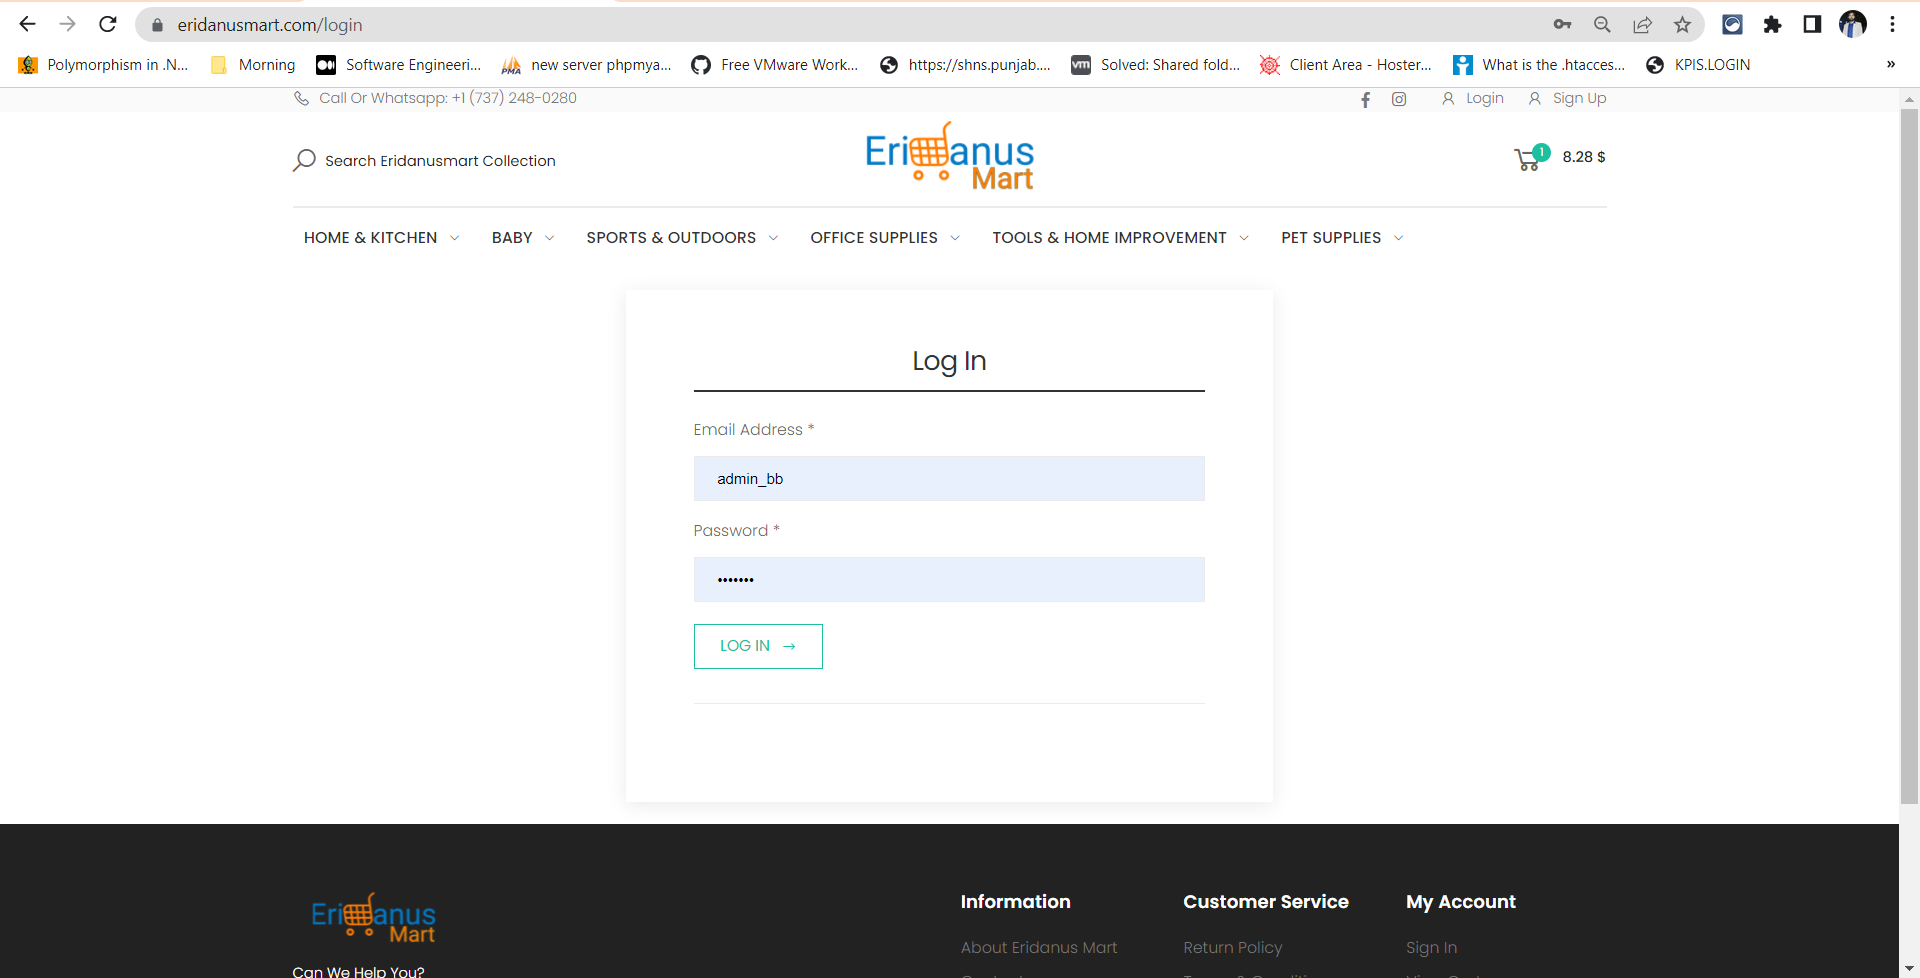 eridanusmart.com/login
Polymorphism in .N... Morning Software Engineeri... new server phpmya... Free VMware Work... https://shns.punjab.... Solved: Shared fold... Client Area - Hoster... What is the .htacces... KPIS.LOGIN »
Call Or Whatsapp: +1 (737) 248-0280 Login Sign Up
Search Eridanusmart Collection
Eridanus
Mart
1 8.28 $
HOME & KITCHEN BABY SPORTS & OUTDOORS OFFICE SUPPLIES TOOLS & HOME IMPROVEMENT PET SUPPLIES
Log In
Email Address *
admin_bb
Password *
•••••••
LOG IN →
Eridanus
Mart
Can We Help You?
Information
About Eridanus Mart
Customer Service
Return Policy
My Account
Sign In